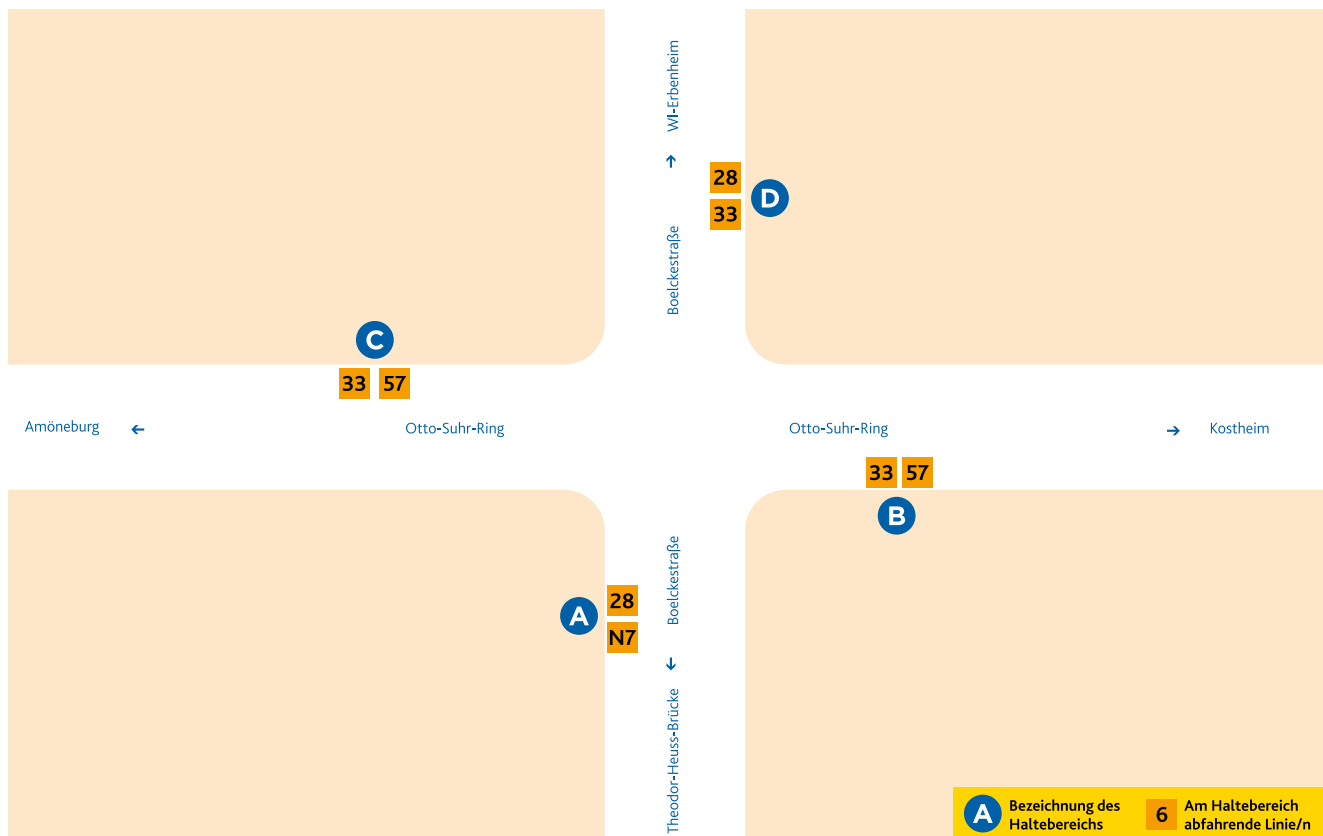 WI-Erbenheim
↑
Boelckestraße
28
33
D
C
33 57
Amöneburg ←
Otto-Suhr-Ring
Otto-Suhr-Ring
→ Kostheim
33 57
B
A
28
N7
Boelckestraße
←
Theodor-Heuss-Brücke
A
Bezeichnung des
Haltebereichs
6
Am Haltebereich
abfahrende Linie/n